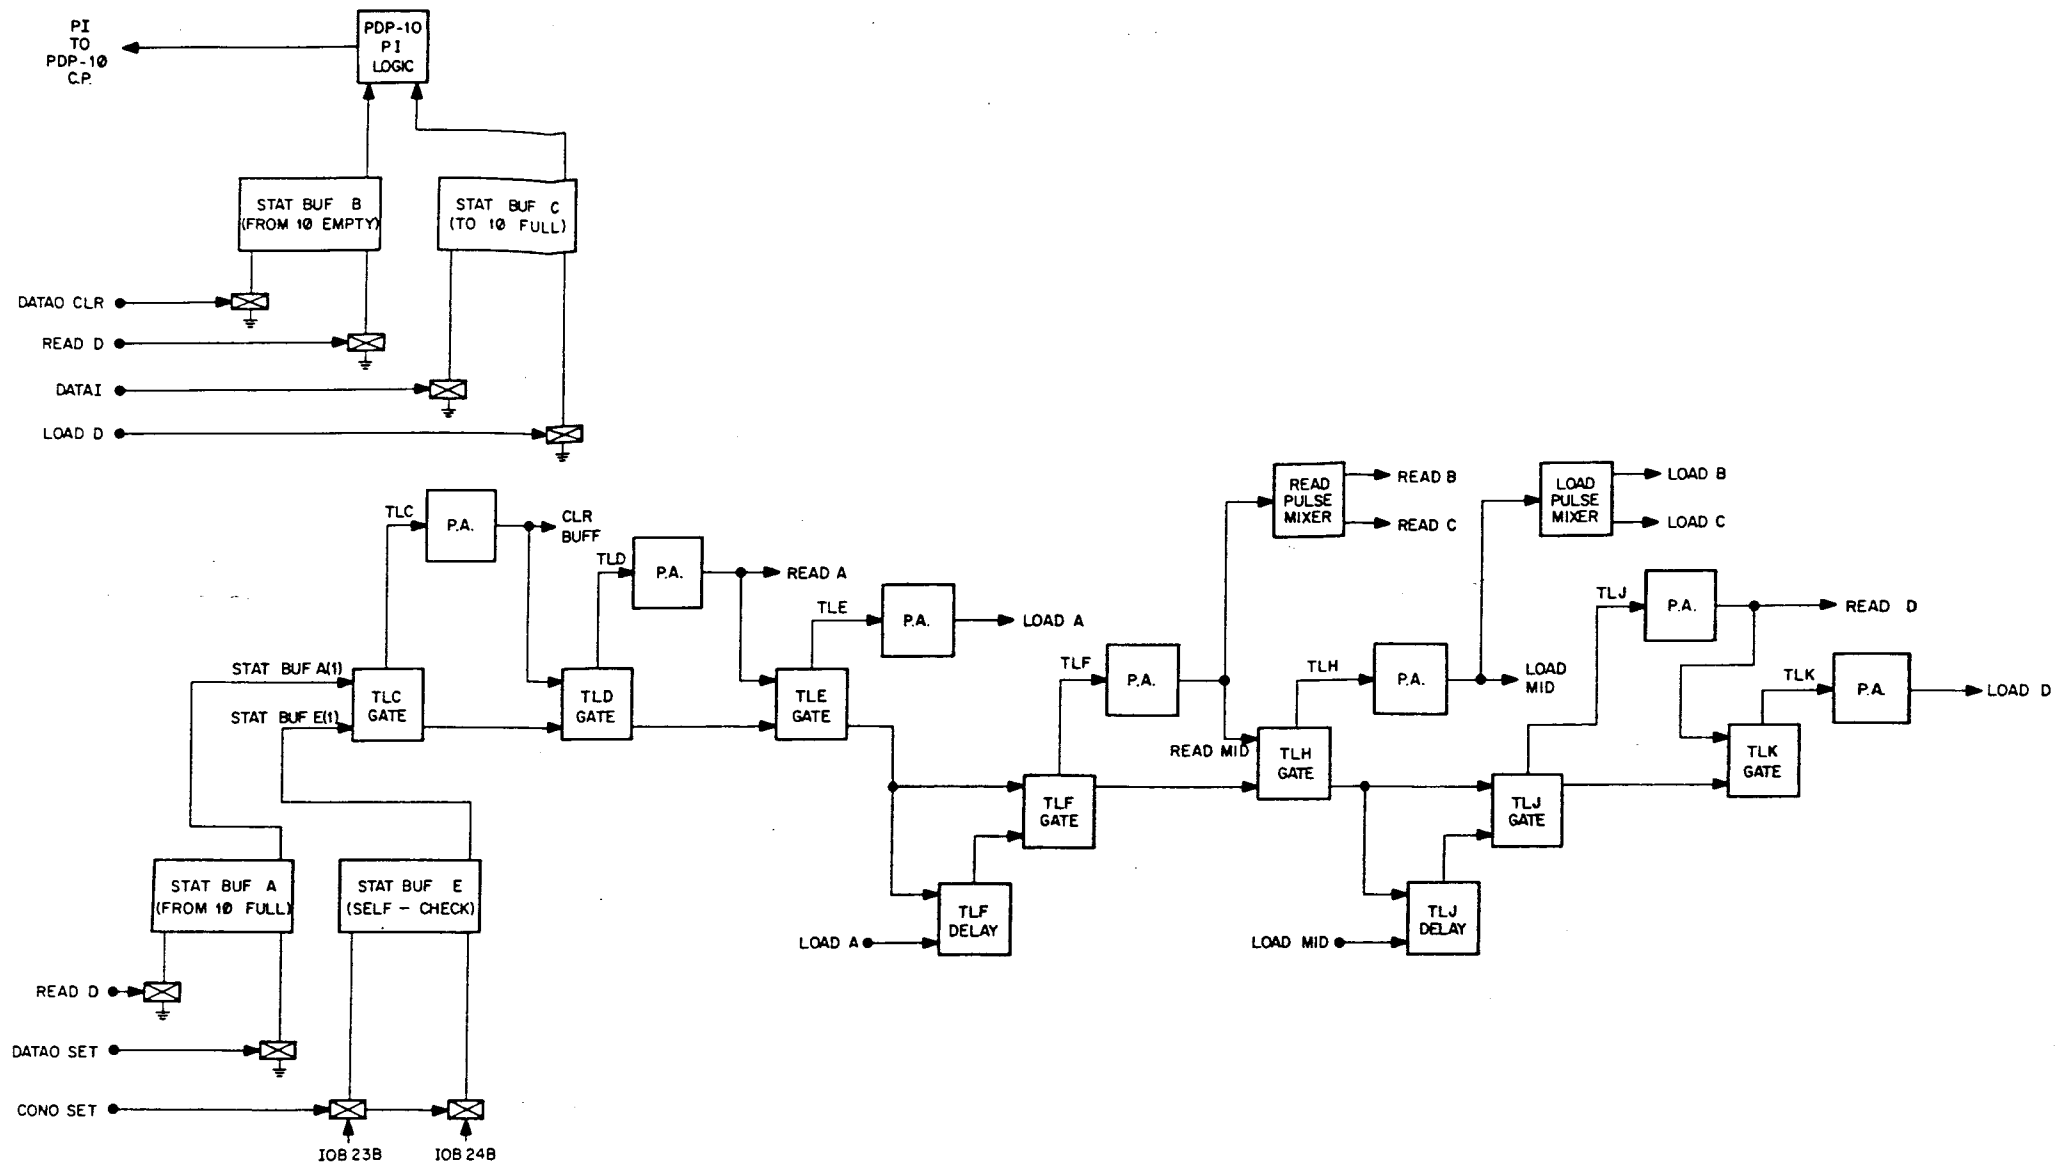 PI
TO
PDP-10
C.P.
PDP-10
PI
LOGIC
STAT BUF B
(FROM 10 EMPTY)
STAT BUF C
(TO 10 FULL)
DATAO CLR
READ D
DATAI
LOAD D
TLC
P.A.
CLR
BUFF
TLD
P.A.
READ A
TLE
P.A.
LOAD A
READ
PULSE
MIXER
READ B
READ C
LOAD
PULSE
MIXER
LOAD B
LOAD C
TLF
P.A.
TLH
P.A.
LOAD
MID
TLJ
P.A.
READ D
TLK
P.A.
LOAD D
STAT BUF A(1)
STAT BUF E(1)
TLC
GATE
TLD
GATE
TLE
GATE
READ MID
TLH
GATE
TLK
GATE
TLF
GATE
TLJ
GATE
STAT BUF A
(FROM 10 FULL)
STAT BUF E
(SELF - CHECK)
TLF
DELAY
LOAD A
TLJ
DELAY
LOAD MID
READ D
DATAO SET
CONO SET
IOB 23B
IOB 24B